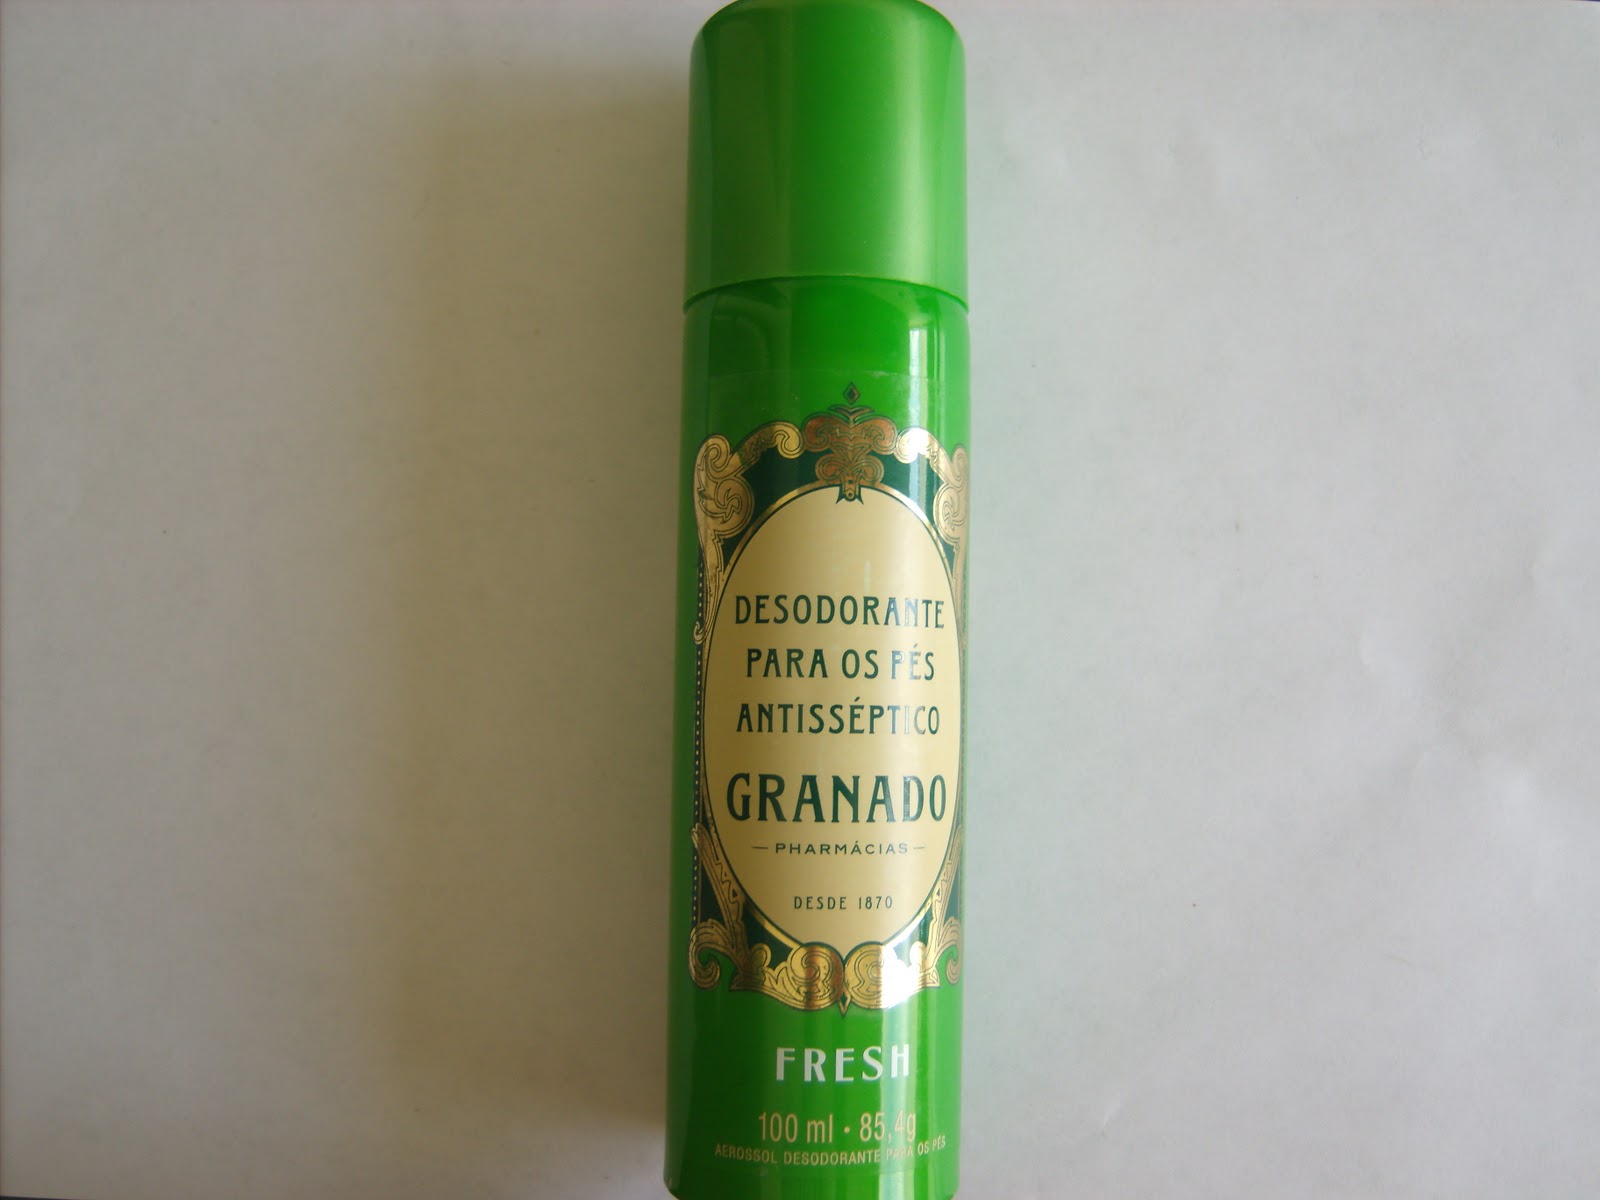 DESODORANTE
PARA OS PÉS
ANTISSÉPTICO
GRANADO
— PHARMÁCIAS —
DESDE 1870
FRESH
100 ml • 85,4g
AEROSSOL DESODORANTE PARA OS PÉS